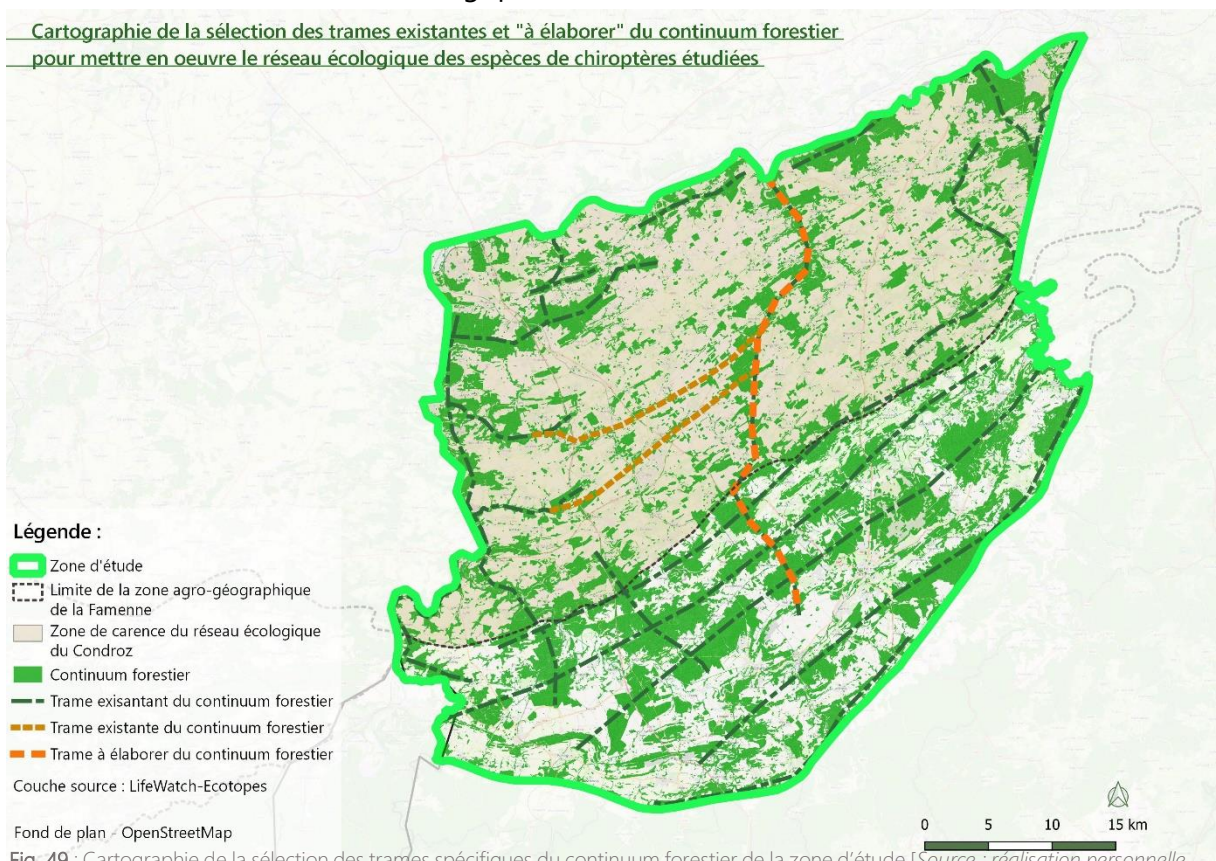 Cartographie de la sélection des trames existantes et "à élaborer" du continuum forestier
pour mettre en oeuvre le réseau écologique des espèces de chiroptères étudiées
Légende :
Zone d'étude
Limite de la zone agro-géographique
de la Famenne
Zone de carence du réseau écologique
du Condroz
Continuum forestier
Trame exisantant du continuum forestier
Trame existante du continuum forestier
Trame à élaborer du continuum forestier
Couche source : LifeWatch-Ecotopes
Fond de plan - OpenStreetMap
0 5 10 15 km
Fig. 49 : Cartographie de la sélection des trames spécifiques du continuum forestier de la zone d'étude [Source : réalisation personnelle